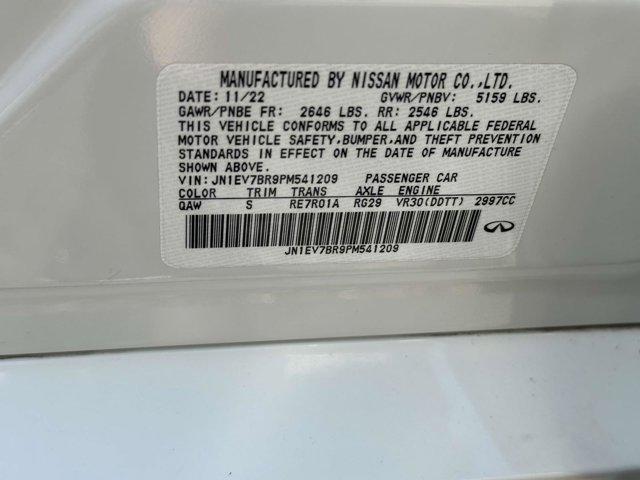 MANUFACTURED BY NISSAN MOTOR CO.,LTD.
DATE: 11/22 GVWR/PNBV: 5159 LBS.
GAWR/PNBE FR: 2646 LBS. RR: 2546 LBS.
THIS VEHICLE CONFORMS TO ALL APPLICABLE FEDERAL
MOTOR VEHICLE SAFETY,BUMPER,AND THEFT PREVENTION
STANDARDS IN EFFECT ON THE DATE OF MANUFACTURE
SHOWN ABOVE.
VIN: JN1EV7BR9PM541209 PASSENGER CAR
COLOR TRIM TRANS AXLE ENGINE
QAW S RE7R01A RG29 VR30(DDTT) 2997CC
JN1EV7BR9PM541209